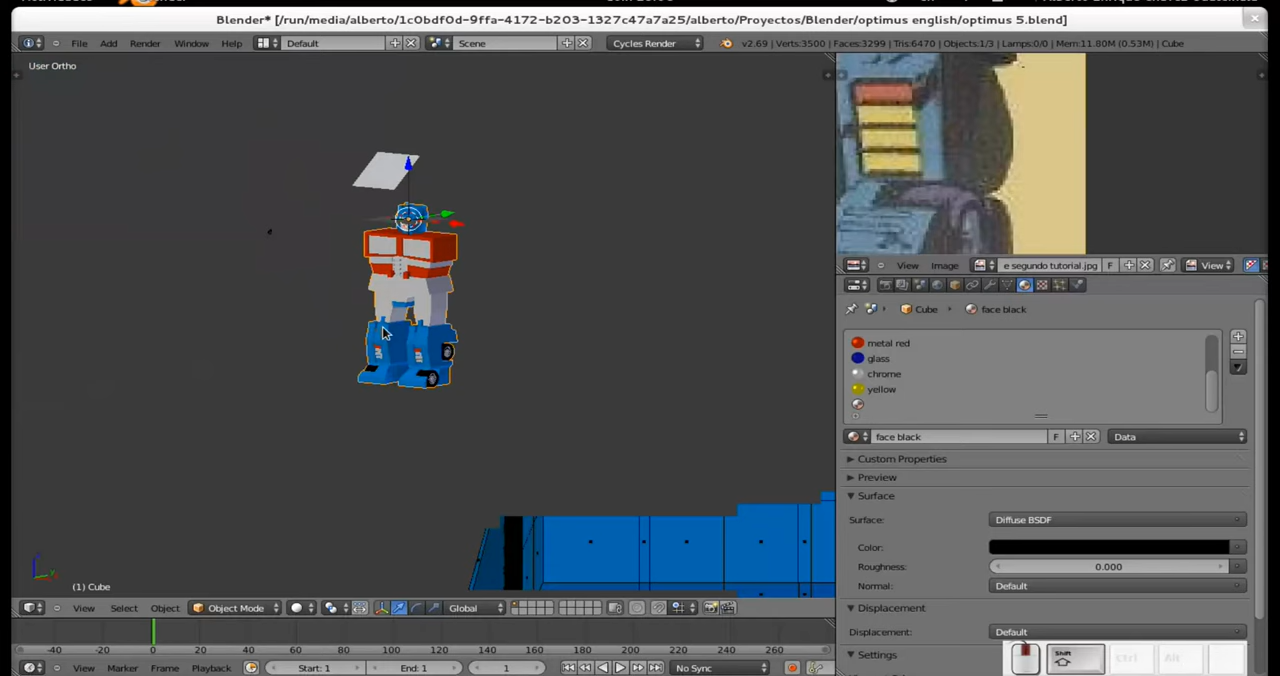 Blender* [/run/media/alberto/1c0bdf0d-9ffa-4172-b203-1327c47a7a25/alberto/Proyectos/Blender/optimus english/optimus 5.blend]
File Add Render Window Help Default Scene Cycles Render v2.69 | Verts:3500 | Faces:3299 | Tris:6470 | Objects:1/3 | Lamps:0/0 | Mem:11.80M (0.53M) | Cube
User Ortho
View Image e segundo tutorial.jpg F View
Cube face black
metal red
glass
chrome
yellow
face black F Data
Custom Properties
Preview
Surface
Surface: Diffuse BSDF
Color:
Roughness: 0.000
Normal: Default
Displacement
Displacement: Default
Settings
Shift Ctrl Alt
(1) Cube
View Select Object Object Mode Global
-40 -20 0 20 40 60 80 100 120 140 160 180 200 220 240 260
View Marker Frame Playback Start: 1 End: 1 1 No Sync